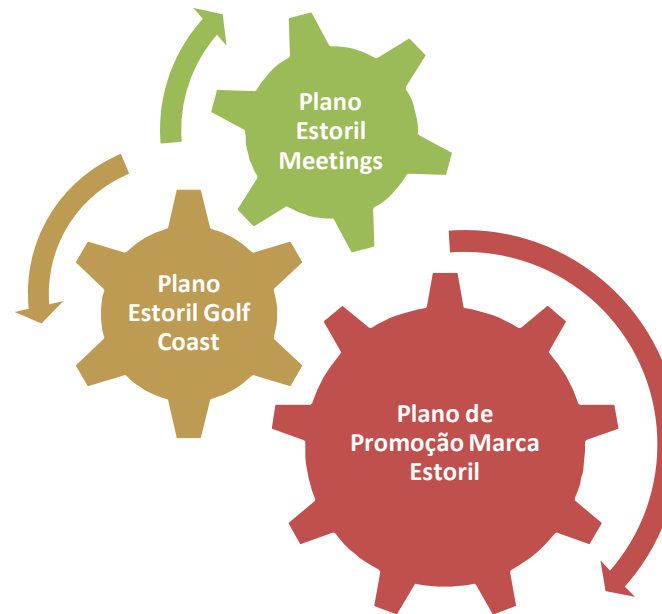 Plano
Estoril
Meetings
Plano
Estoril Golf
Coast
Plano de
Promoção Marca
Estoril